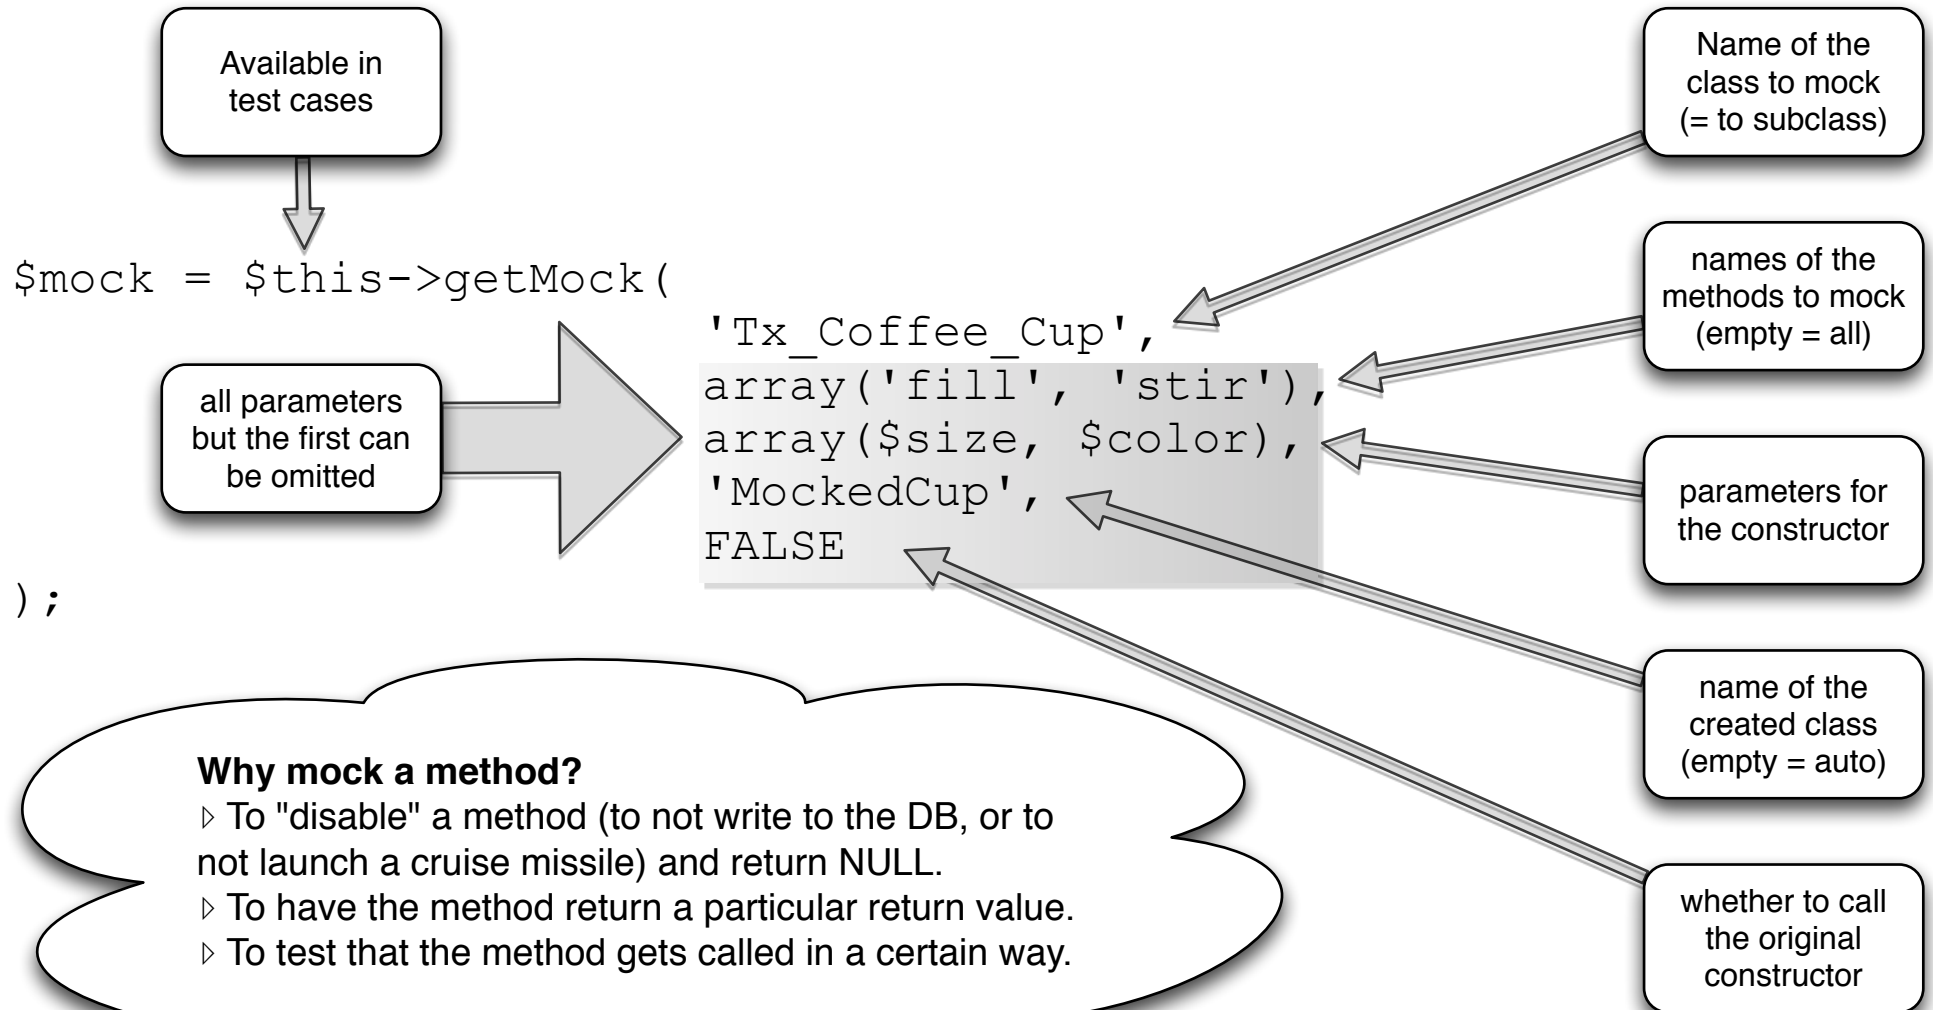 Available in
test cases
Name of the
class to mock
(= to subclass)
$mock = $this->getMock(
'Tx_Coffee_Cup',
array('fill', 'stir'),
array($size, $color),
'MockedCup',
FALSE
);
all parameters
but the first can
be omitted
names of the
methods to mock
(empty = all)
parameters for
the constructor
name of the
created class
(empty = auto)
whether to call
the original
constructor
Why mock a method?
▷ To "disable" a method (to not write to the DB, or to
not launch a cruise missile) and return NULL.
▷ To have the method return a particular return value.
▷ To test that the method gets called in a certain way.